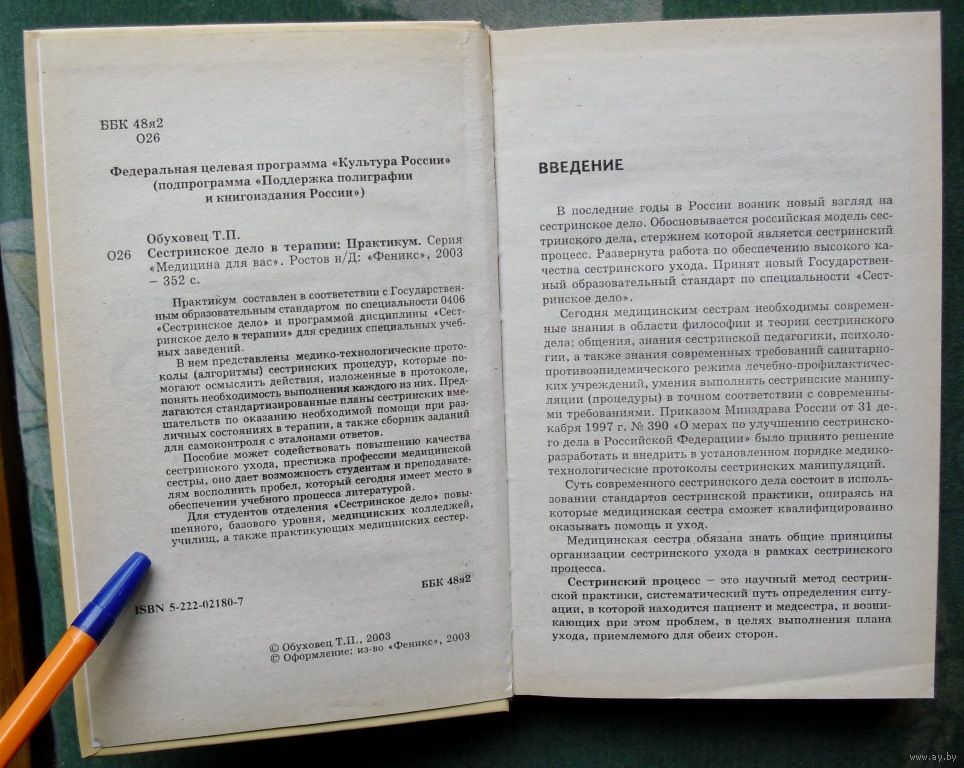 ББК 48я2
О26
Федеральная целевая программа «Культура России»
(подпрограмма «Поддержка полиграфии
и книгоиздания России»)
Обуховец Т.П.
О26 Сестринское дело в терапии: Практикум. Серия
«Медицина для вас». Ростов н/Д: «Феникс», 2003
– 352 с.
Практикум составлен в соответствии с Государствен-
ным образовательным стандартом по специальности 0406
«Сестринское дело» и программой дисциплины «Сест-
ринское дело в терапии» для средних специальных учеб-
ных заведений.
В нем представлены медико-технологические прото-
колы (алгоритмы) сестринских процедур, которые по-
могают осмыслить действия, изложенные в протоколе,
понять необходимость выполнения каждого из них. Пред-
лагаются стандартизированные планы сестринских вме-
шательств по оказанию необходимой помощи при раз-
личных состояниях в терапии, а также сборник заданий
для самоконтроля с эталонами ответов.
Пособие может содействовать повышению качества
сестринского ухода, престижа профессии медицинской
сестры, оно дает возможность студентам и преподавате-
лям восполнить пробел, который сегодня имеет место в
обеспечении учебного процесса литературой.
Для студентов отделения «Сестринское дело» повы-
шенного, базового уровня, медицинских колледжей,
училищ, а также практикующих медицинских сестер.
ББК 48я2
ISBN 5-222-02180-7
© Обуховец Т.П., 2003
© Оформление: из-во «Феникс», 2003
ВВЕДЕНИЕ
В последние годы в России возник новый взгляд на
сестринское дело. Обосновывается российская модель сес-
тринского дела, стержнем которой является сестринский
процесс. Развернута работа по обеспечению высокого ка-
чества сестринского ухода. Принят новый Государствен-
ный образовательный стандарт по специальности «Сест-
ринское дело».
Сегодня медицинским сестрам необходимы современ-
ные знания в области философии и теории сестринского
дела; общения, знания сестринской педагогики, психоло-
гии, а также знания современных требований санитарно-
противоэпидемического режима лечебно-профилактичес-
ких учреждений, умения выполнять сестринские манипу-
ляции (процедуры) в точном соответствии с современны-
ми требованиями. Приказом Минздрава России от 31 де-
кабря 1997 г. № 390 «О мерах по улучшению сестринско-
го дела в Российской Федерации» было принято решение
разработать и внедрить в установленном порядке медико-
технологические протоколы сестринских манипуляций.
Суть современного сестринского дела состоит в исполь-
зовании стандартов сестринской практики, опираясь на
которые медицинская сестра сможет квалифицированно
оказывать помощь и уход.
Медицинская сестра обязана знать общие принципы
организации сестринского ухода в рамках сестринского
процесса.
Сестринский процесс – это научный метод сестрин-
ской практики, систематический путь определения ситу-
ации, в которой находится пациент и медсестра, и возни-
кающих при этом проблем, в целях выполнения плана
ухода, приемлемого для обеих сторон.
www.ay.by